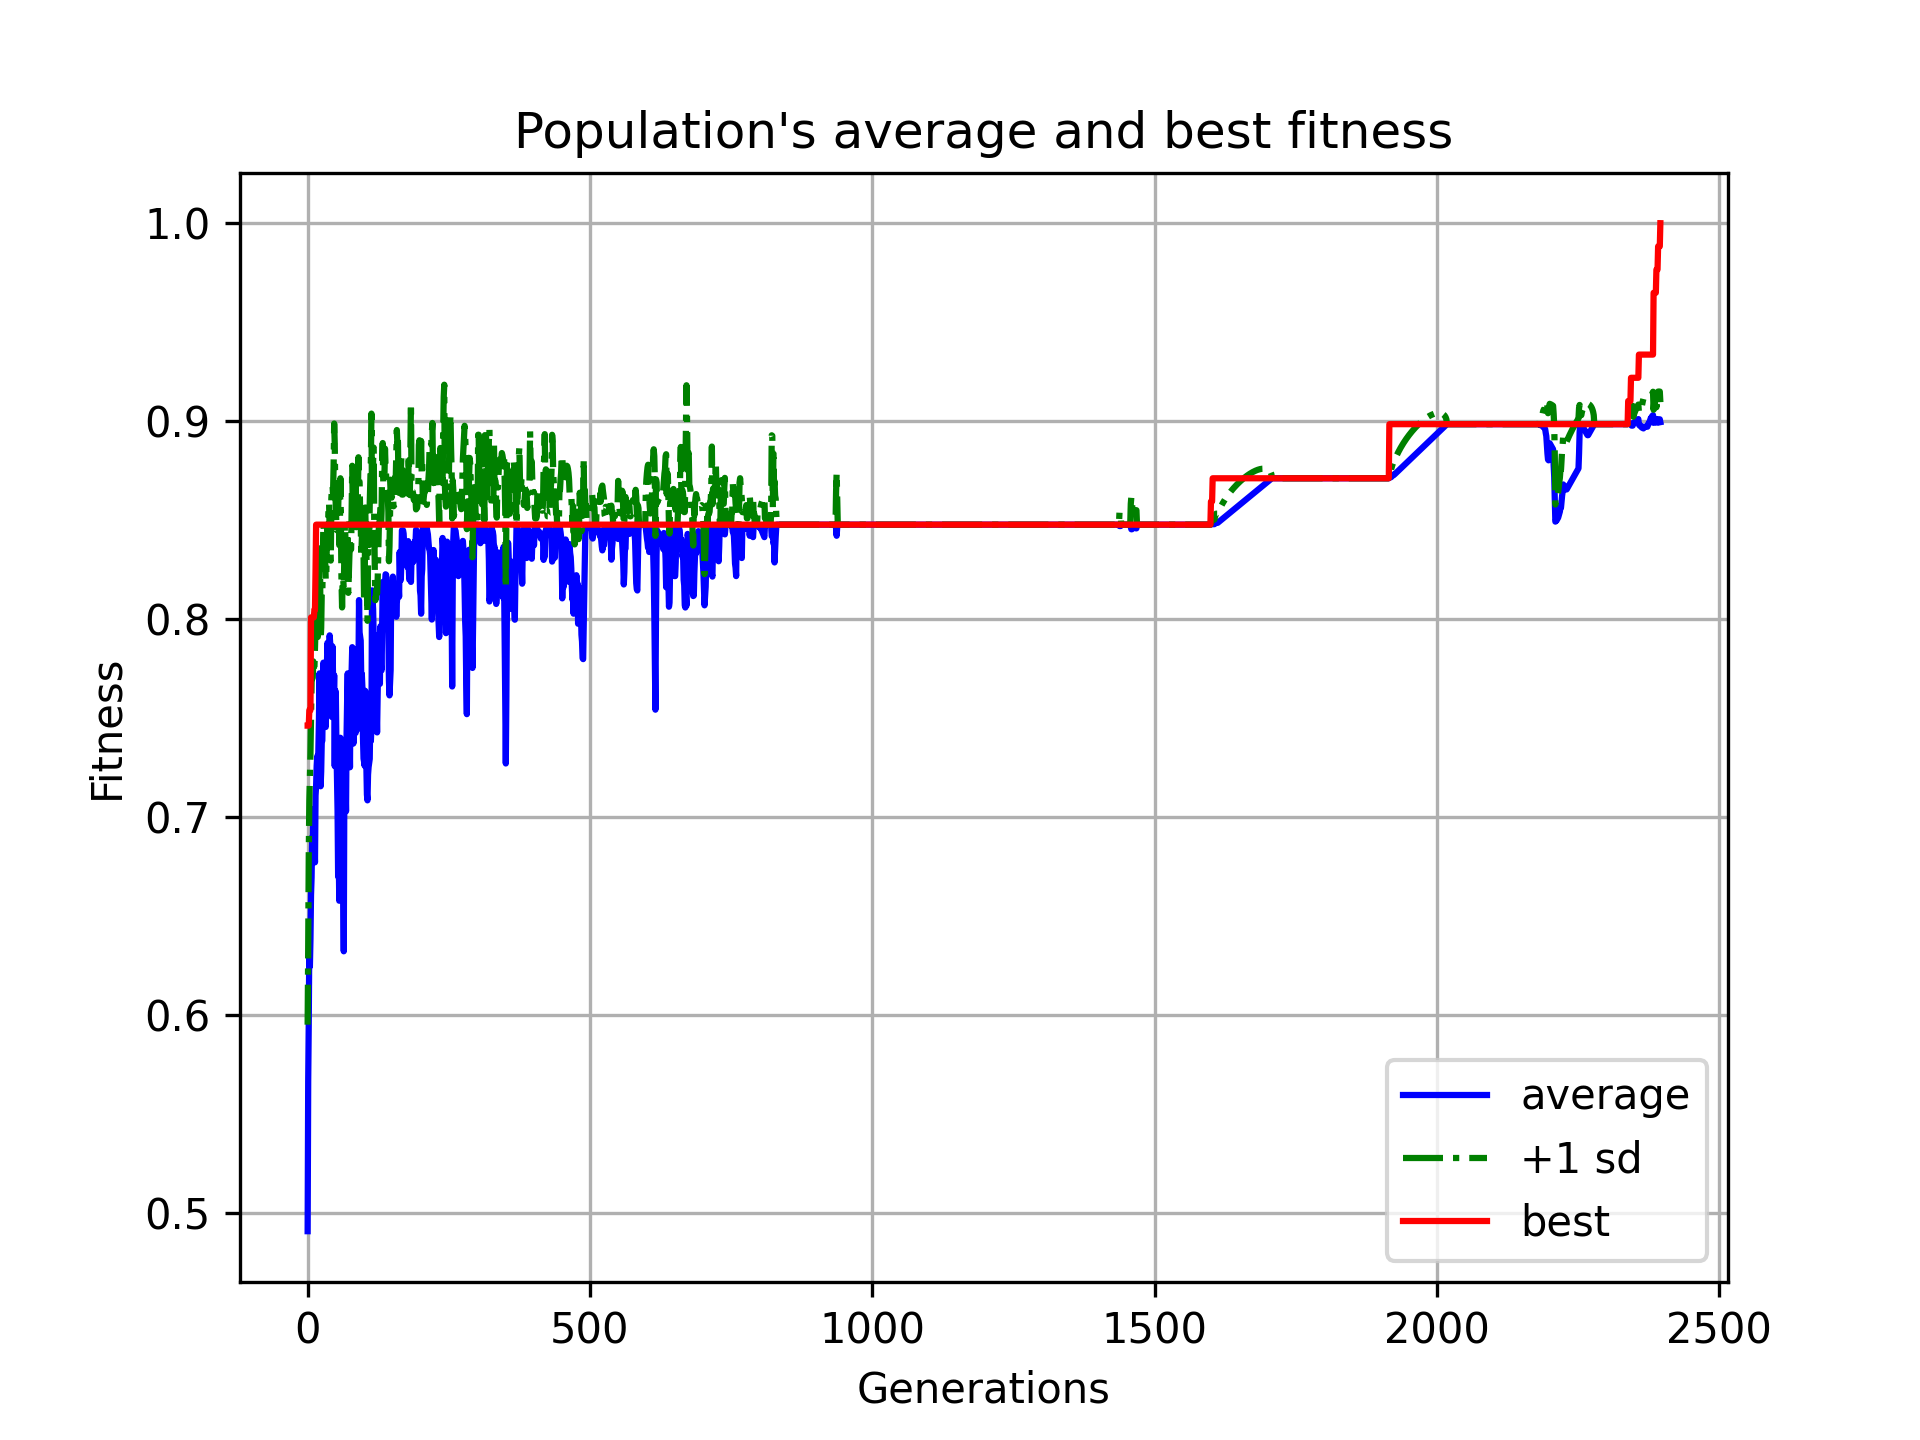 Population's average and best fitness
1.0
0.9
0.8
0.7
0.6
0.5
Fitness
0
500
1000
1500
2000
2500
Generations
average
+1 sd
best